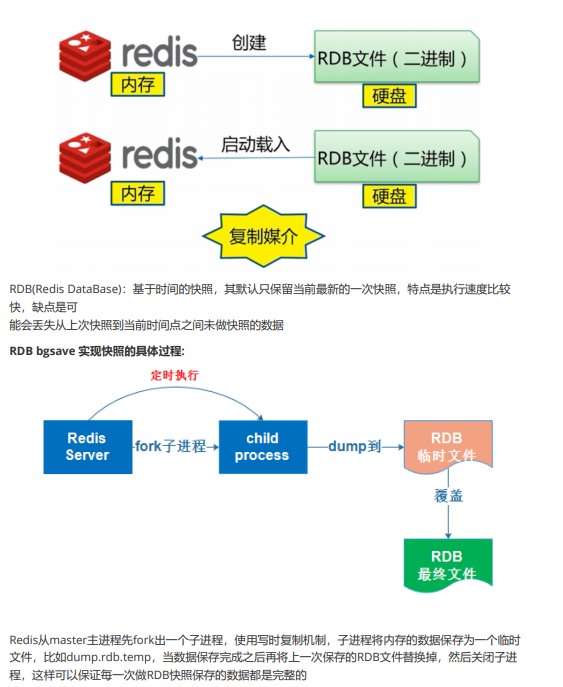 redis
创建
RDB文件（二进制）
内存
硬盘
redis
启动载入
RDB文件（二进制）
内存
硬盘
复制媒介
RDB(Redis DataBase)：基于时间的快照，其默认只保留当前最新的一次快照，特点是执行速度比较
快，缺点是可
能会丢失从上次快照到当前时间点之间未做快照的数据
RDB bgsave 实现快照的具体过程:
定时执行
Redis
Server
fork子进程
child
process
dump到
RDB
临时文件
覆盖
RDB
最终文件
Redis从master主进程先fork出一个子进程，使用写时复制机制，子进程将内存的数据保存为一个临时
文件，比如dump.rdb.temp，当数据保存完成之后再将上一次保存的RDB文件替换掉，然后关闭子进
程，这样可以保证每一次做RDB快照保存的数据都是完整的